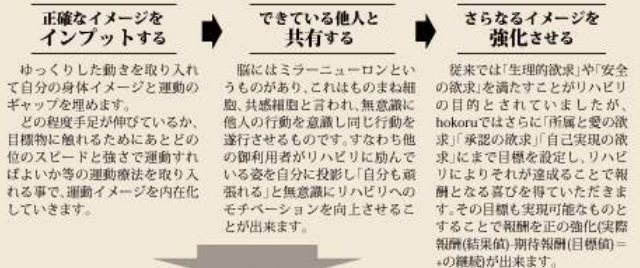 正確なイメージを
インプットする
ゆっくりした動きを取り入れ
て自分の身体イメージと運動の
ギャップを埋めます。
どの程度手足が伸びているか、
目標物に触れるためにあとどの
位のスピードと強さで運動すれ
ばよいか等の運動療法を取り入
れる事で、運動イメージを内在化
していきます。
できている他人と
共有する
脳にはミラーニューロンとい
うものがあり、これはものまね細
胞、共感細胞と言われ、無意識に
他人の行動を意識し同じ行動を
遂行させるものです。すなわち他
の御利用者がリハビリに励んで
いる姿を自分に投影し「自分も頑
張れる」と無意識にリハビリへの
モチベーションを向上させるこ
とが出来ます。
さらなるイメージを
強化させる
従来では「生理的欲求」や「安全
の欲求」を満たすことがリハビリ
の目的とされていましたが、
hokoruではさらに「所属と愛の欲
求」「承認の欲求」「自己実現の欲
求」にまで目標を設定し、リハビ
リによりそれが達成することで報
酬となる喜びを得ていただきま
す。その目標も実現可能なものと
することで報酬を正の強化(実際
報酬(結果値)-期待報酬(目標値)=
+の継続)が出来ます。